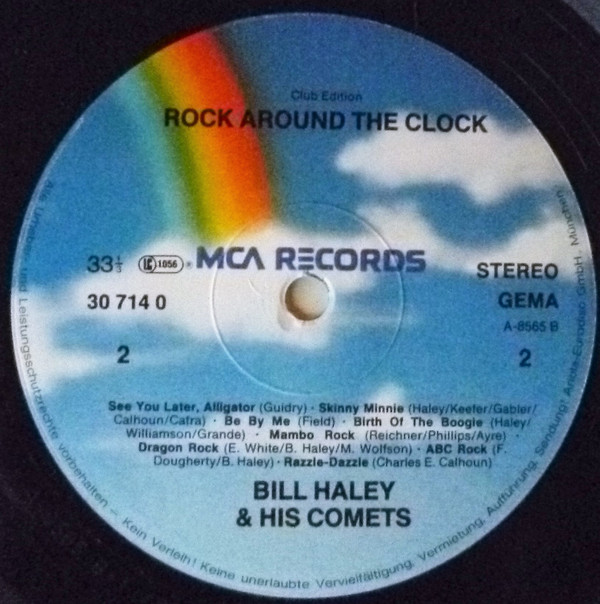 Club Edition
ROCK AROUND THE CLOCK
MCA RECORDS
33⅓ LC 1056
STEREO
30 714 0
GEMA
A-8565 B
2
2
See You Later, Alligator (Guidry) · Skinny Minnie (Haley/Keefer/Gabler/
Calhoun/Cafra) · Be By Me (Field) · Birth Of The Boogie (Haley/
Williamson/Grande) · Mambo Rock (Reichner/Phillips/Ayre) ·
Dragon Rock (E. White/B. Haley/M. Wolfson) · ABC Rock (F.
Dougherty/B. Haley) · Razzle-Dazzle (Charles E. Calhoun)
BILL HALEY
& HIS COMETS
und Leistungsschutzrechte vorbehalten – Kein Verleih! Keine unerlaubte Vervielfältigung, Vermietung, Aufführung, Sendung! Ariola-Eurodisc GmbH, München